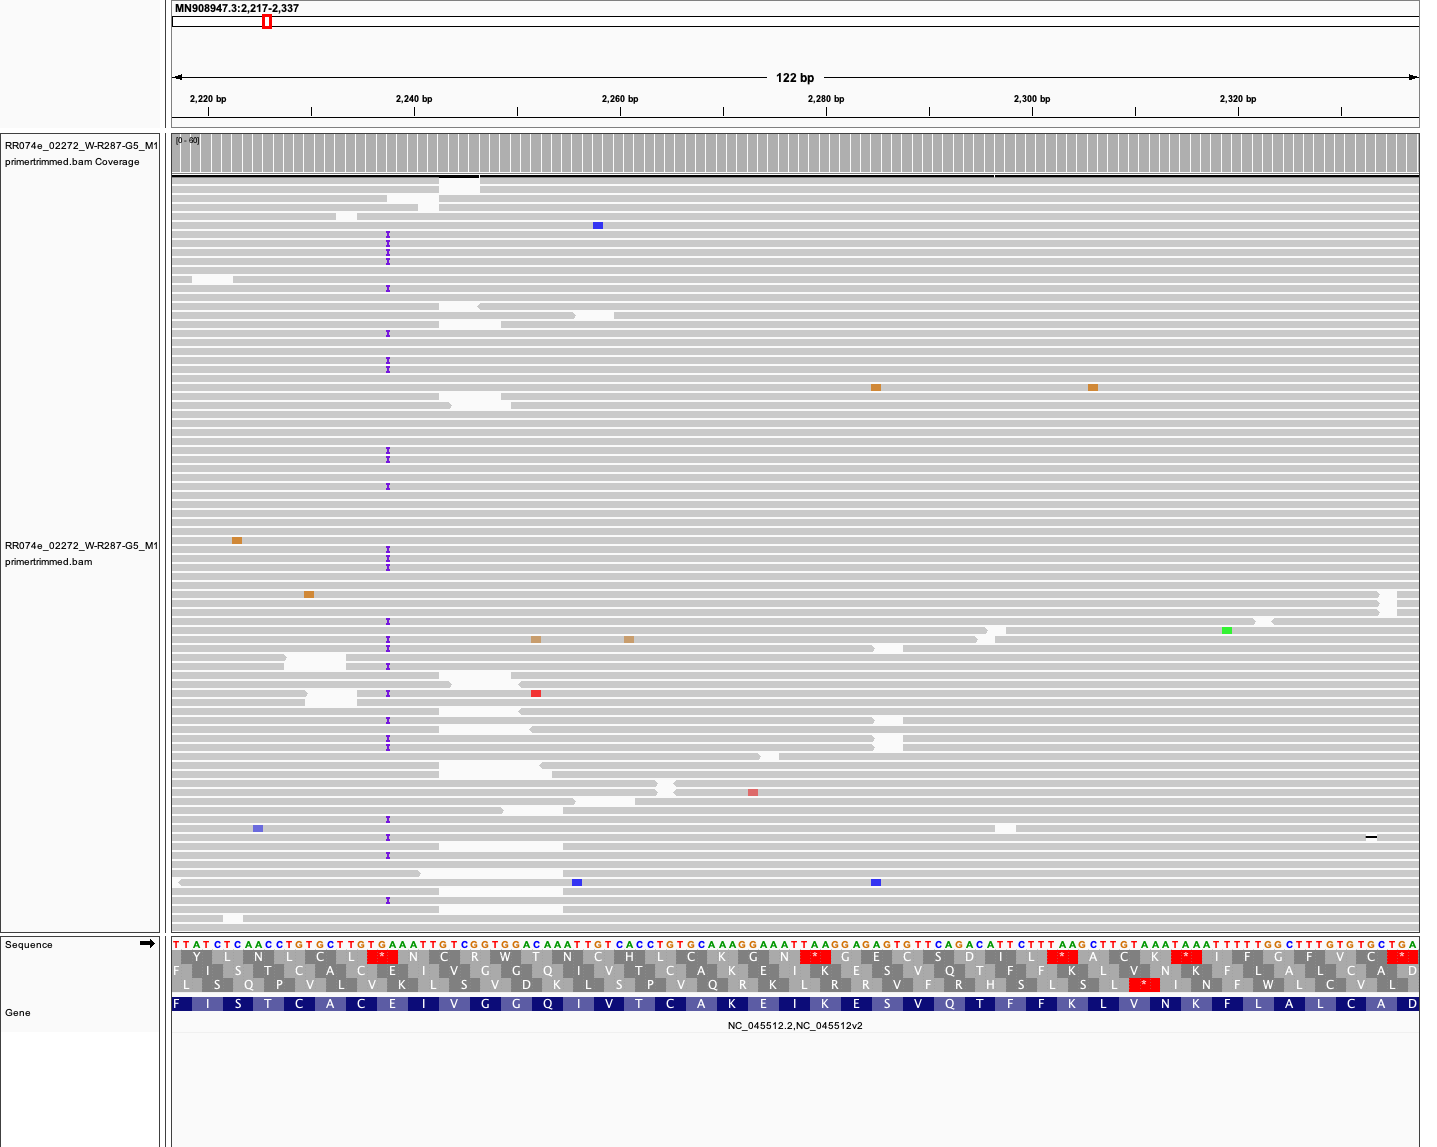 MN908947.3:2,217-2,337
122 bp
2,220 bp 2,240 bp 2,260 bp 2,280 bp 2,300 bp 2,320 bp
RR074e_02272_W-R287-G5_M1
primertrimmed.bam Coverage
[0 - 60]
RR074e_02272_W-R287-G5_M1
primertrimmed.bam
Sequence
TTATCTCAACCTGTGCTTGTGAAATTGTCGGTGGACAAATTGTCACCTGTGCAAAGGAAATTAAGGAGAGTGTTCAGACATTCTTTAAGCTTGTAAATAAATTTTTGGCTTTGTGTGCTGA
Y L N L C L * N C R W T N C H L C K G N * G E C S D I L * A C K * I F G F V C *
F I S T C A C E I V G G Q I V T C A K E I K E S V Q T F F K L V N K F L A L C A D
L S Q P V L V K L S V D K L S P V Q R K L R R V F R H S L S L * I N F W L C V L
Gene
F I S T C A C E I V G G Q I V T C A K E I K E S V Q T F F K L V N K F L A L C A D
NC_045512.2,NC_045512v2